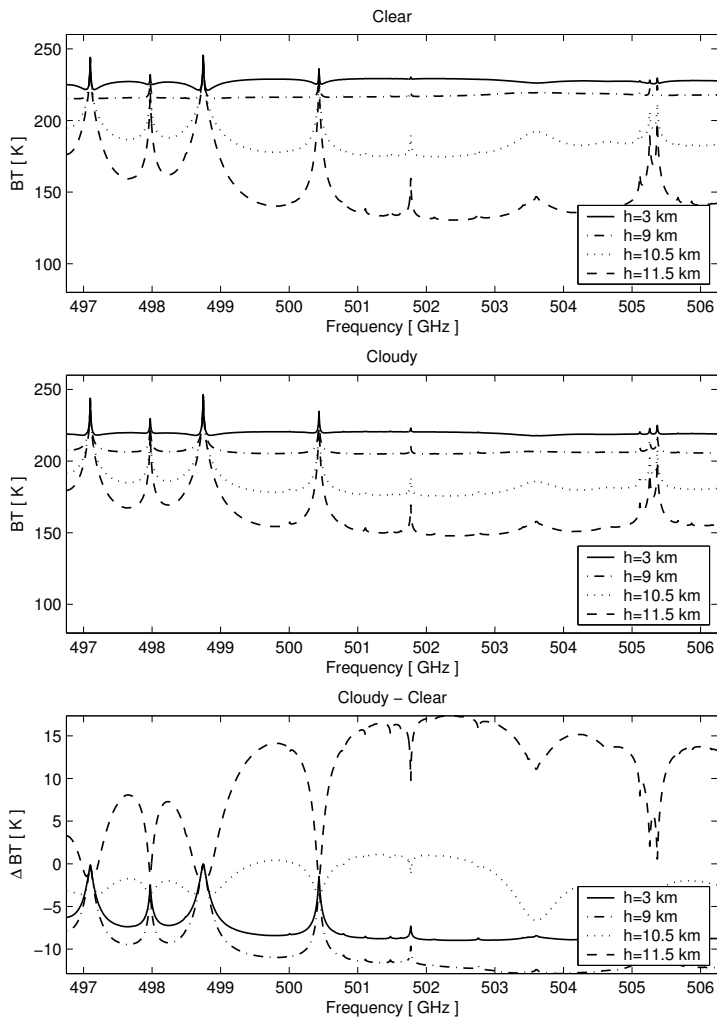 Clear
250
200
150
100
BT [ K ]
497 498 499 500 501 502 503 504 505 506
Frequency [ GHz ]
h=3 km
h=9 km
h=10.5 km
h=11.5 km
Cloudy
250
200
150
100
BT [ K ]
497 498 499 500 501 502 503 504 505 506
Frequency [ GHz ]
h=3 km
h=9 km
h=10.5 km
h=11.5 km
Cloudy − Clear
15
10
5
0
−5
−10
Δ BT [ K ]
497 498 499 500 501 502 503 504 505 506
Frequency [ GHz ]
h=3 km
h=9 km
h=10.5 km
h=11.5 km